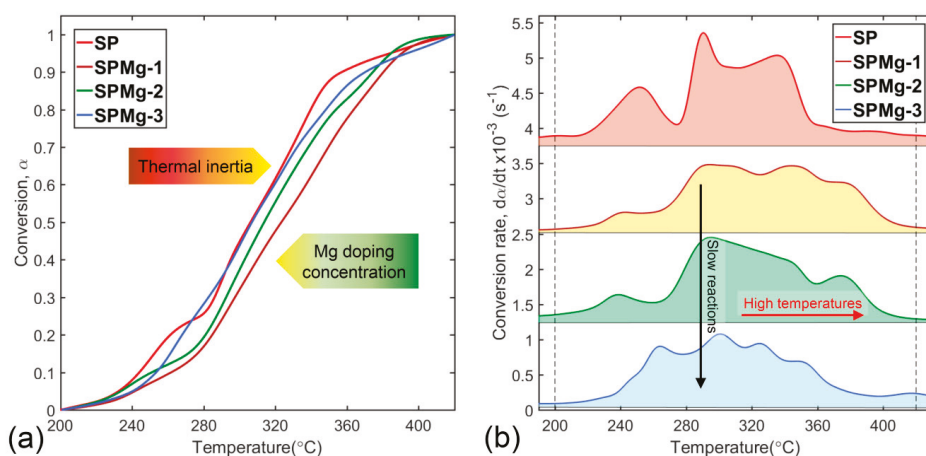 SP
SPMg-1
SPMg-2
SPMg-3
Thermal inertia
Mg doping
concentration
Conversion, α
1
0.9
0.8
0.7
0.6
0.5
0.4
0.3
0.2
0.1
0
200
240
280
320
360
400
Temperature(°C)
(a)
SP
SPMg-1
SPMg-2
SPMg-3
Slow reactions
High temperatures
Conversion rate, dα/dt x10⁻³ (s⁻¹)
5.5
5
4.5
4
3.5
3
2.5
2
1.5
1
0.5
0
200
240
280
320
360
400
Temperature(°C)
(b)